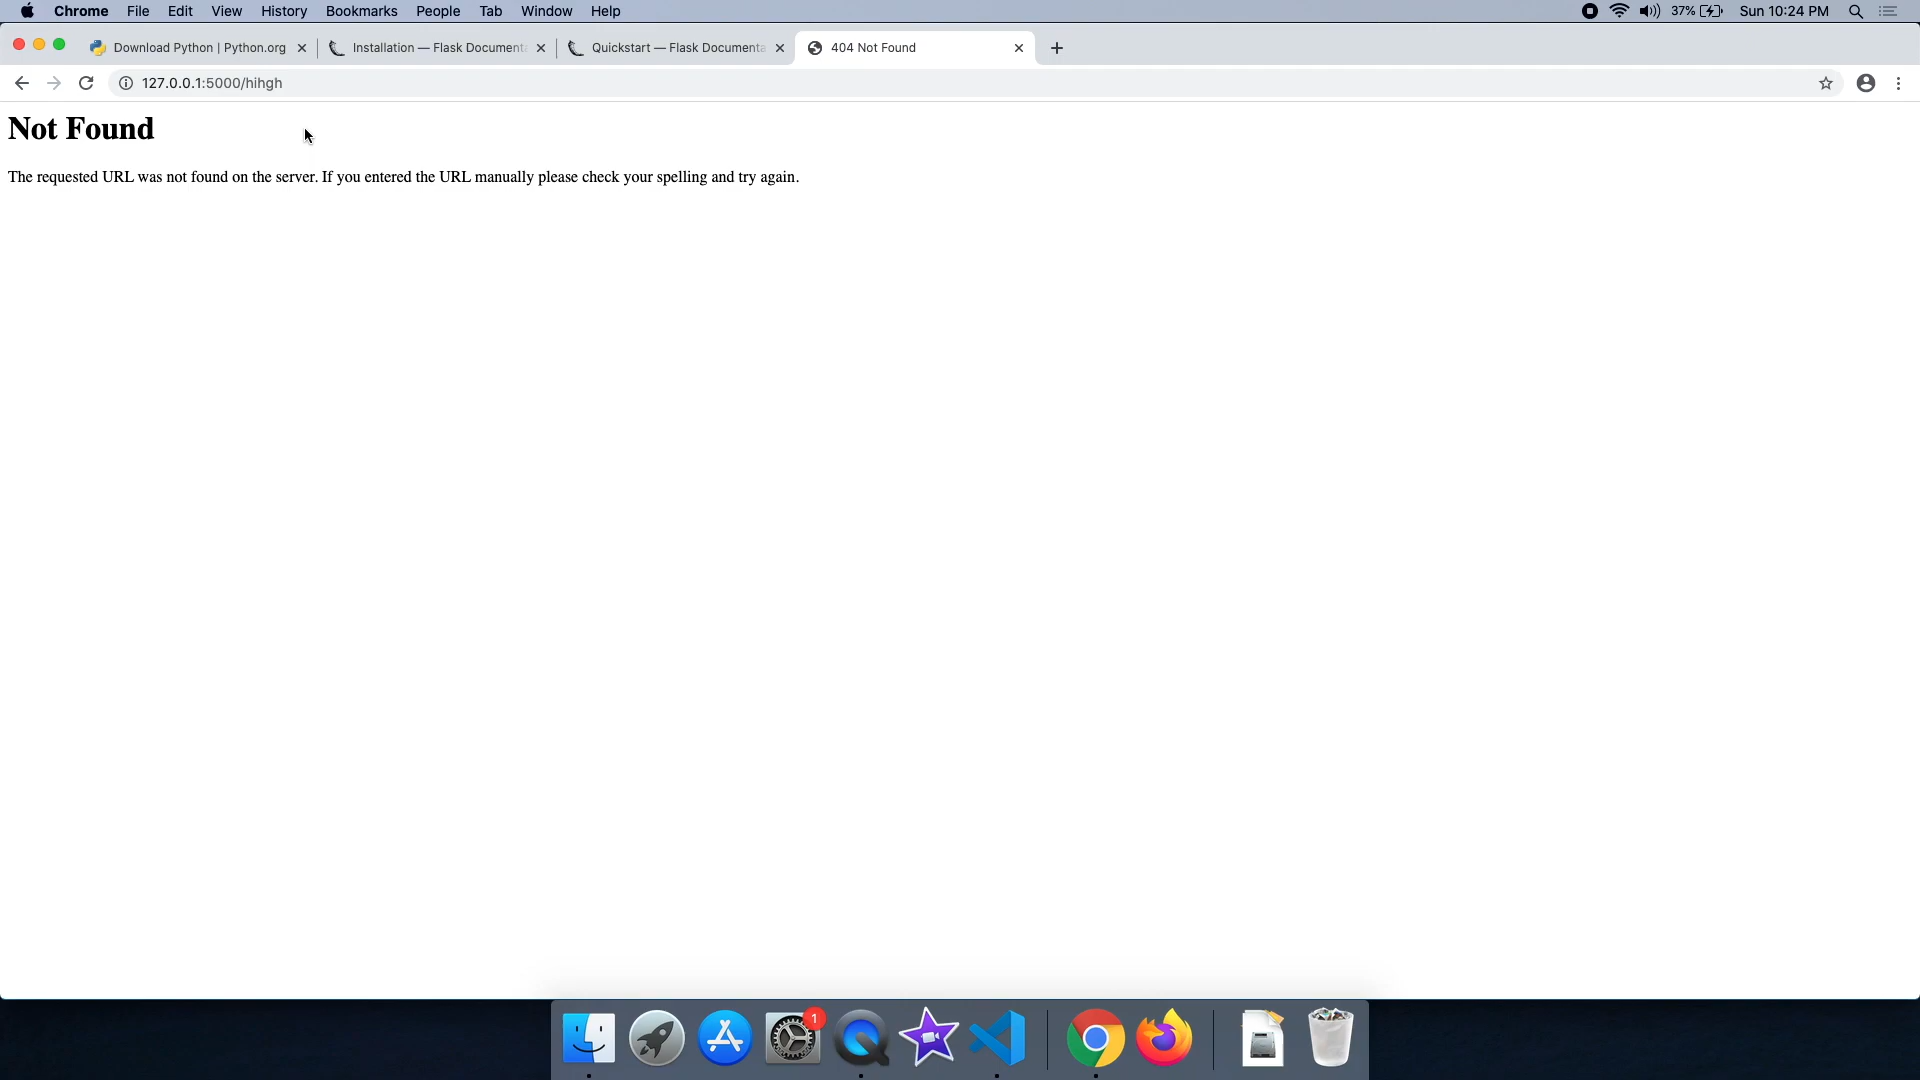 Chrome File Edit View History Bookmarks People Tab Window Help 37% Sun 10:24 PM
Download Python | Python.org Installation — Flask Document Quickstart — Flask Documenta 404 Not Found
127.0.0.1:5000/hihgh
Not Found
The requested URL was not found on the server. If you entered the URL manually please check your spelling and try again.
1